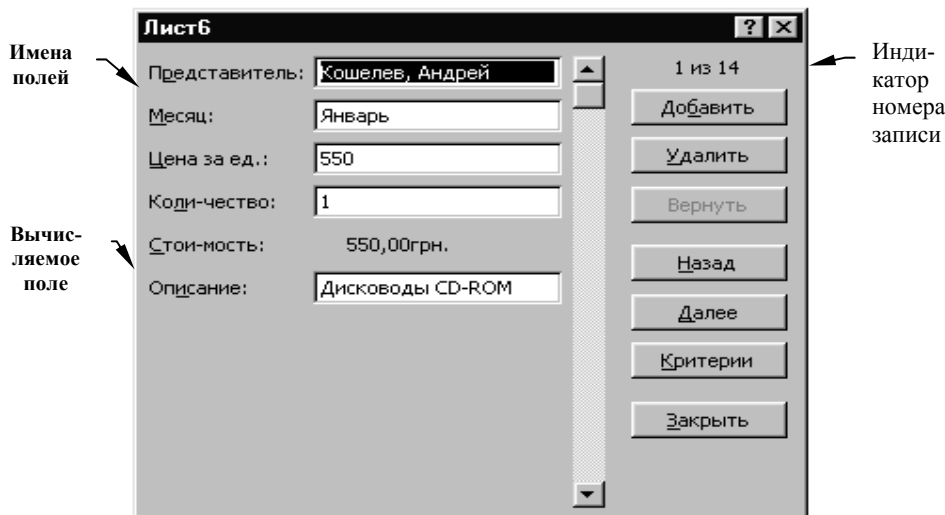 Лист6
Имена
полей
Представитель: Кошелев, Андрей
1 из 14
Инди-
катор
номера
записи
Месяц: Январь
Добавить
Цена за ед.: 550
Удалить
Коли-чество: 1
Вернуть
Вычис-
ляемое
поле
Стои-мость: 550,00грн.
Назад
Описание: Дисководы CD-ROM
Далее
Критерии
Закрыть